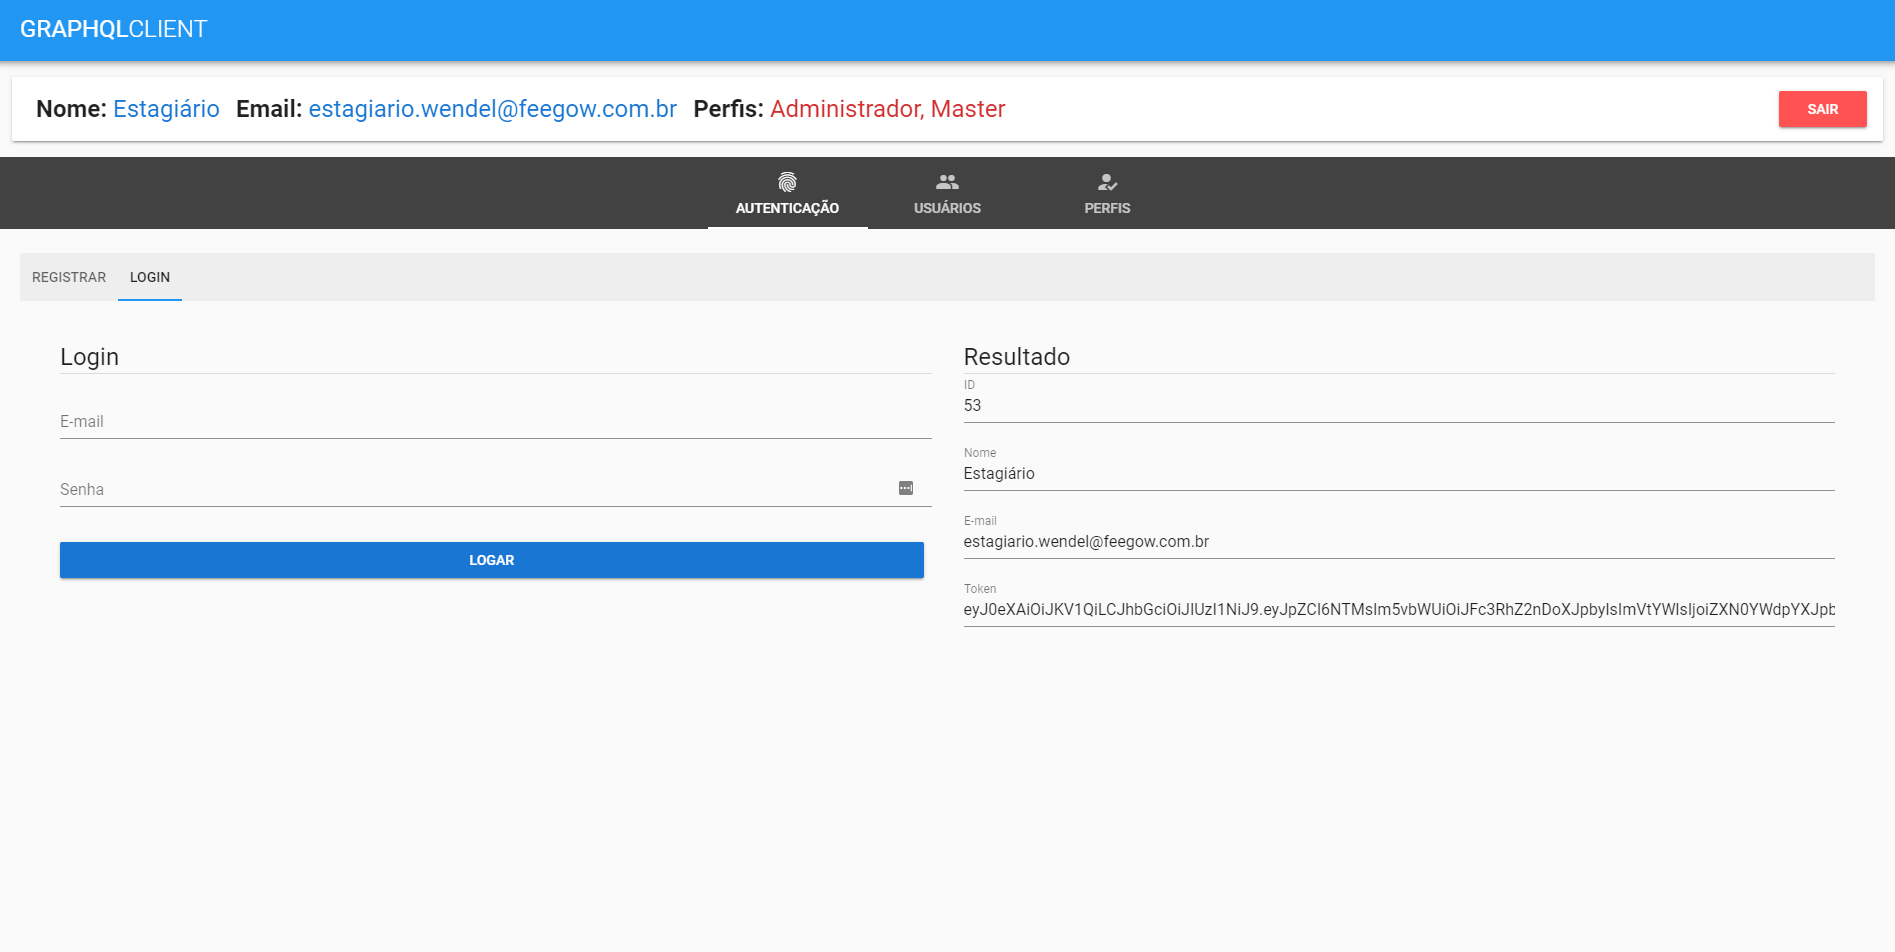 GRAPHQLCLIENT
Nome: Estagiário Email: estagiario.wendel@feegow.com.br Perfis: Administrador, Master
SAIR
AUTENTICAÇÃO
USUÁRIOS
PERFIS
REGISTRAR
LOGIN
Login
E-mail
Senha
LOGAR
Resultado
ID
53
Nome
Estagiário
E-mail
estagiario.wendel@feegow.com.br
Token
eyJ0eXAiOiJKV1QiLCJhbGciOiJIUzI1NiJ9.eyJpZCI6NTMsIm5vbWUiOiJFc3RhZ2nDoXJpbyIsImVtYWlsIjoiZXN0YWdpYXJpb